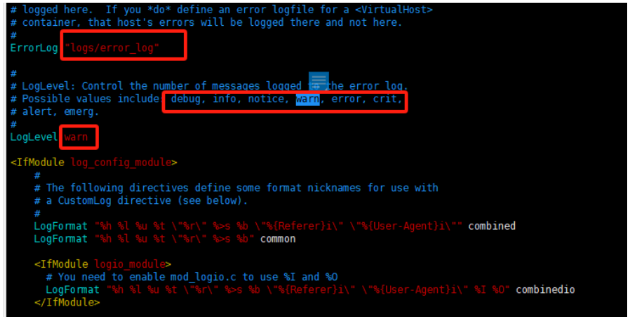 # logged here.  If you *do* define an error logfile for a <VirtualHost>
# container, that host's errors will be logged there and not here.
#
ErrorLog "logs/error_log"
#
# LogLevel: Control the number of messages logged the error_log.
# Possible values include: debug, info, notice, warn, error, crit,
# alert, emerg.
#
LogLevel warn
<IfModule log_config_module>
#
# The following directives define some format nicknames for use with
# a CustomLog directive (see below).
#
LogFormat "%h %l %u %t \"%r\" %>s %b \"%{Referer}i\" \"%{User-Agent}i\"" combined
LogFormat "%h %l %u %t \"%r\" %>s %b" common
<IfModule logio_module>
# You need to enable mod_logio.c to use %I and %O
LogFormat "%h %l %u %t \"%r\" %>s %b \"%{Referer}i\" \"%{User-Agent}i\" %I %O" combinedio
</IfModule>